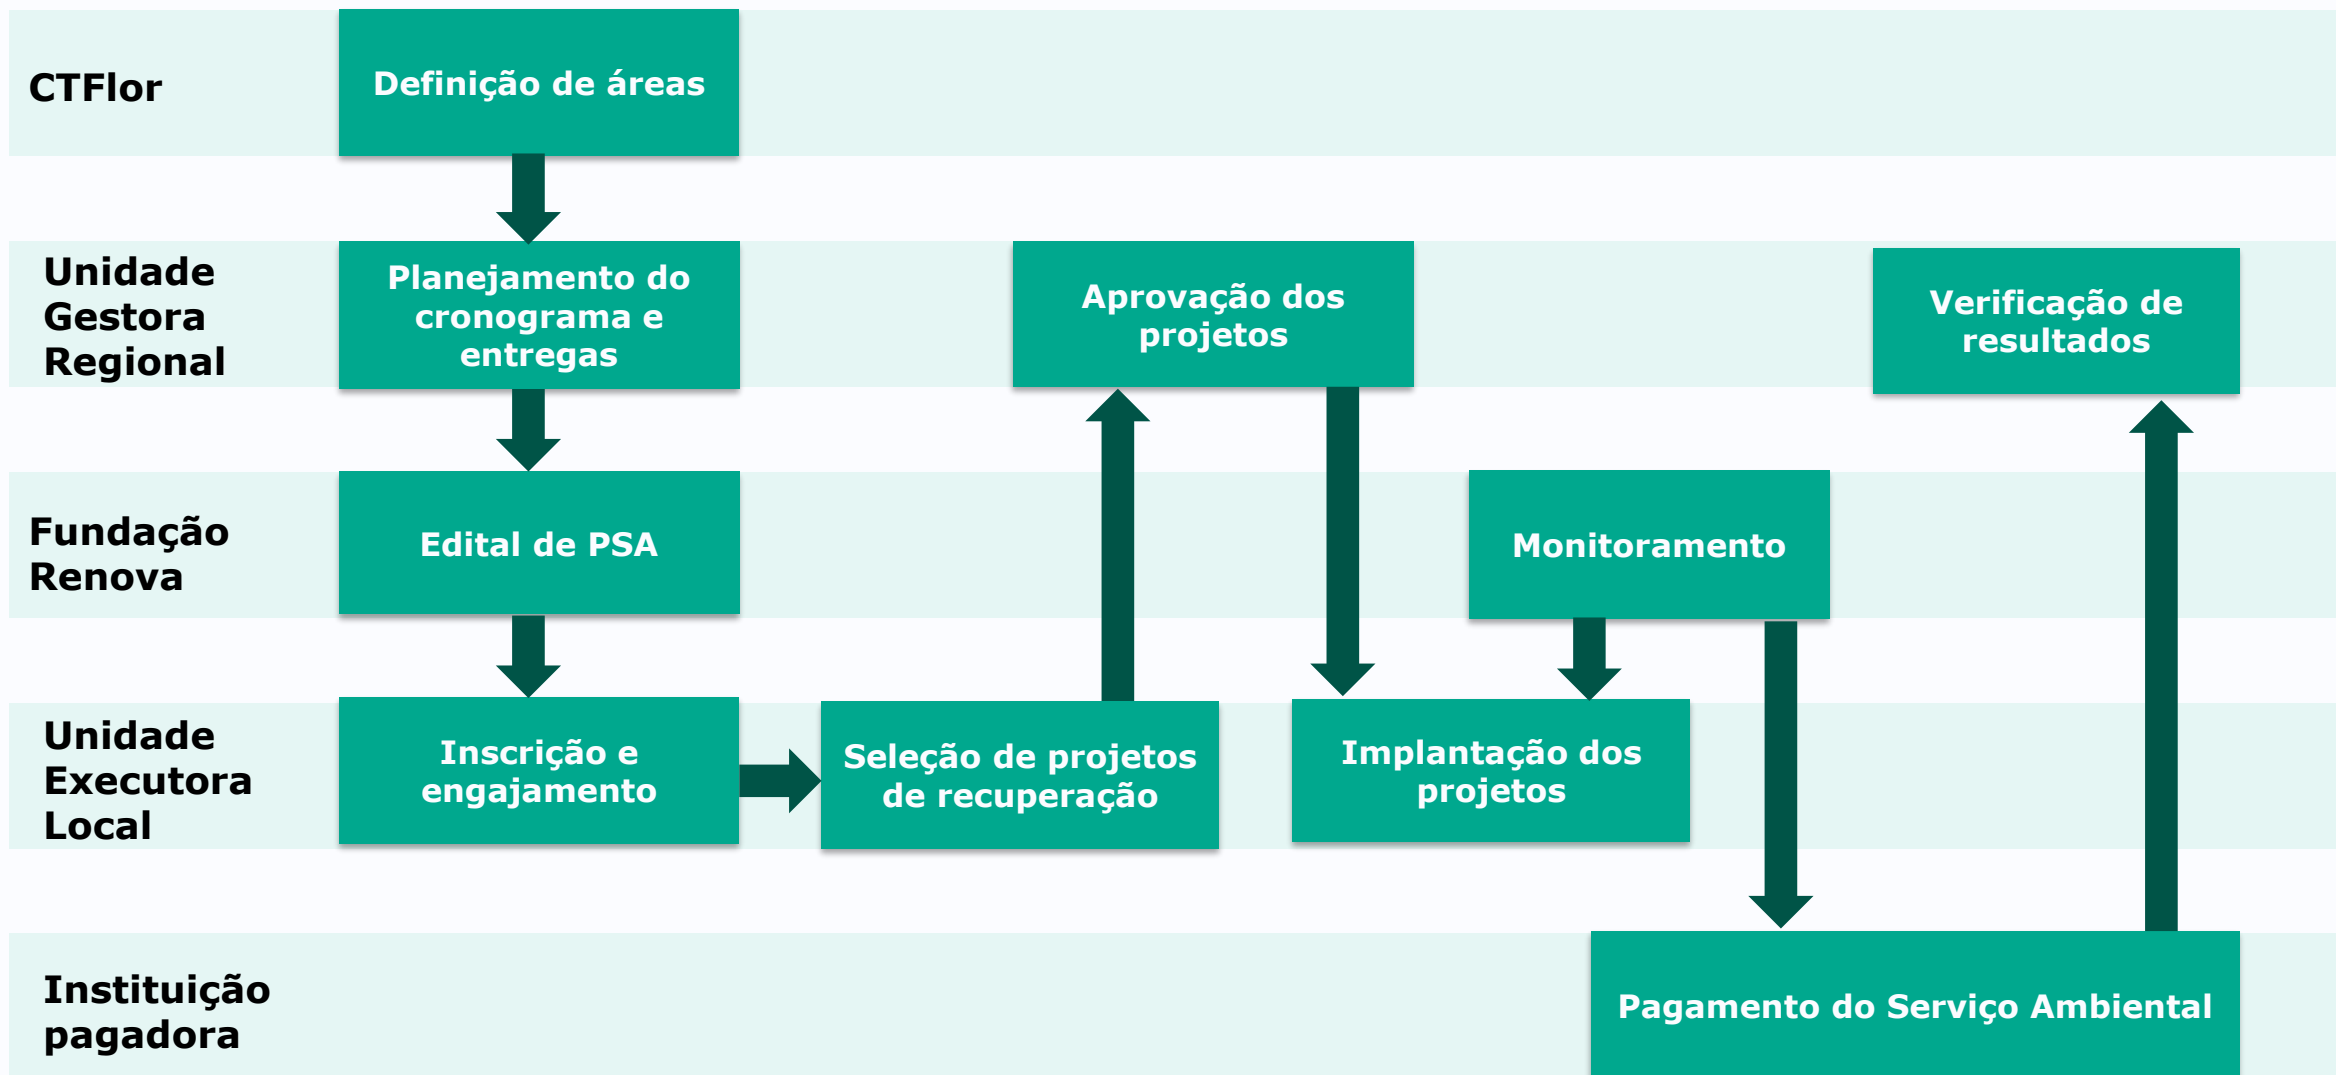 CTFlor
Definição de áreas
Unidade
Gestora
Regional
Planejamento do
cronograma e
entregas
Aprovação dos
projetos
Verificação de
resultados
Fundação
Renova
Edital de PSA
Monitoramento
Unidade
Executora
Local
Inscrição e
engajamento
Seleção de projetos
de recuperação
Implantação dos
projetos
Instituição
pagadora
Pagamento do Serviço Ambiental